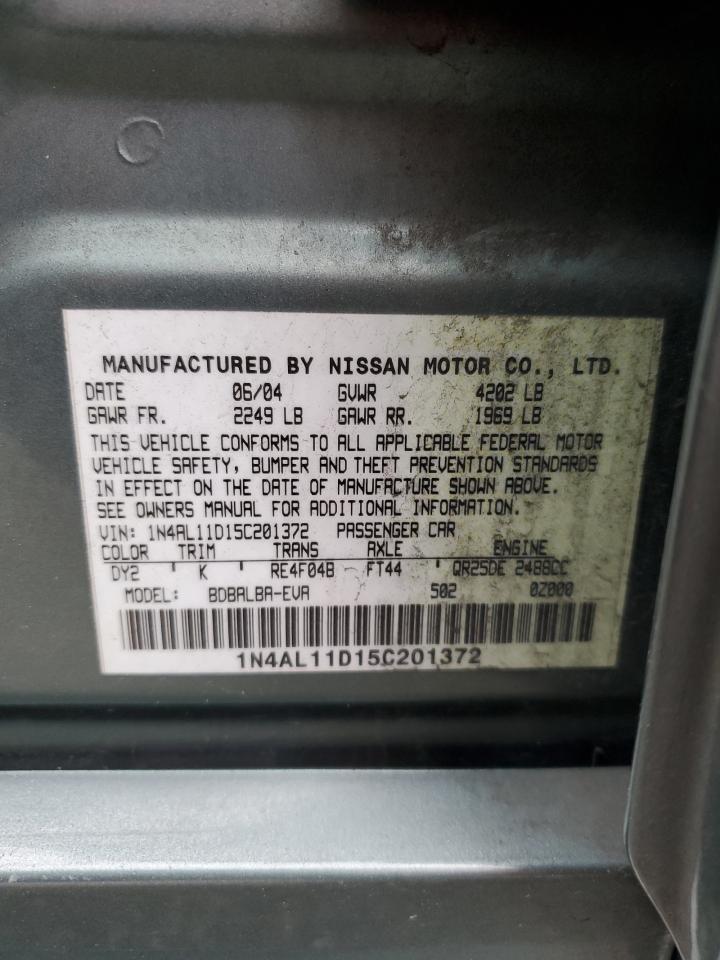 MANUFACTURED BY NISSAN MOTOR CO., LTD.
DATE 06/04 GVWR 4202 LB
GAWR FR. 2249 LB GAWR RR. 1969 LB
THIS VEHICLE CONFORMS TO ALL APPLICABLE FEDERAL MOTOR
VEHICLE SAFETY, BUMPER AND THEFT PREVENTION STANDARDS
IN EFFECT ON THE DATE OF MANUFACTURE SHOWN ABOVE.
SEE OWNERS MANUAL FOR ADDITIONAL INFORMATION.
VIN: 1N4AL11D15C201372 PASSENGER CAR
COLOR TRIM TRANS AXLE ENGINE
DY2 ' K ' RE4F04B - FT44 ' QR25DE 2488CC
MODEL: BDBALBA-EVA 502 0Z000
1N4AL11D15C201372